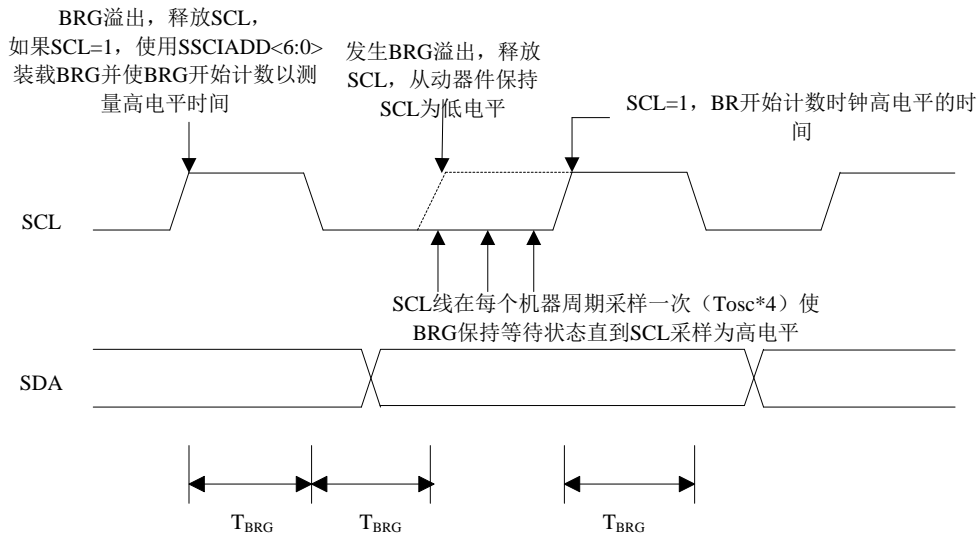 BRG溢出，释放SCL，
如果SCL=1，使用SSCIADD<6:0>
装载BRG并使BRG开始计数以测
量高电平时间
发生BRG溢出，释放
SCL，从动器件保持
SCL为低电平
SCL=1，BR开始计数时钟高电平的时
间
SCL
SCL线在每个机器周期采样一次（Tosc*4）使
BRG保持等待状态直到SCL采样为高电平
SDA
TBRG
TBRG
TBRG